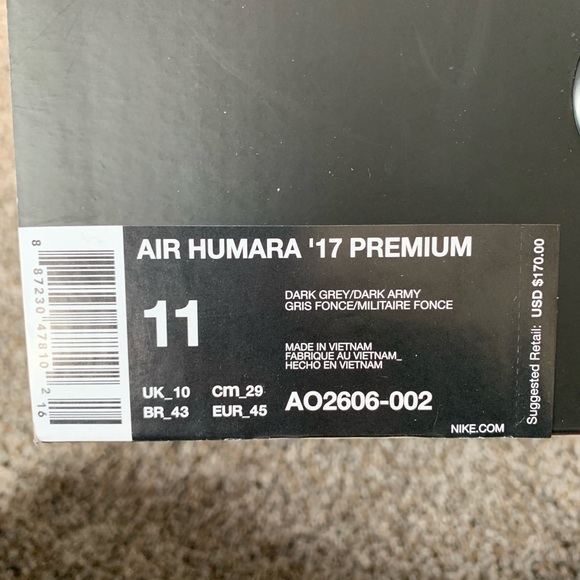 AIR HUMARA '17 PREMIUM
11
DARK GREY/DARK ARMY
GRIS FONCE/MILITAIRE FONCE
MADE IN VIETNAM
FABRIQUE AU VIETNAM_
HECHO EN VIETNAM
UK_10 cm_29
BR_43 EUR_45
AO2606-002
NIKE.COM
Suggested Retail: USD $170.00
8 87230 47810 2 16